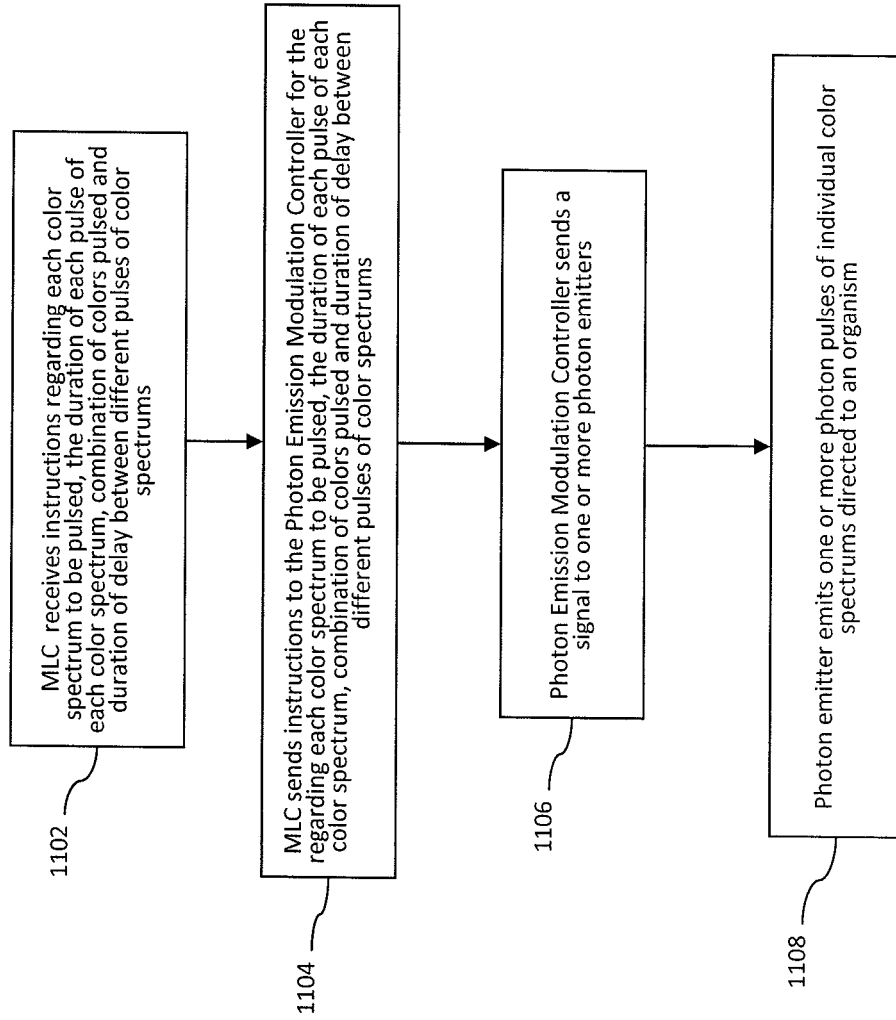 MLC receives instructions regarding each color
spectrum to be pulsed, the duration of each pulse of
each color spectrum, combination of colors pulsed and
duration of delay between different pulses of color
spectrums
1102
MLC sends instructions to the Photon Emission Modulation Controller for the
regarding each color spectrum to be pulsed, the duration of each pulse of each
color spectrum, combination of colors pulsed and duration of delay between
different pulses of color spectrums
1104
Photon Emission Modulation Controller sends a
signal to one or more photon emitters
1106
Photon emitter emits one or more photon pulses of individual color
spectrums directed to an organism
1108